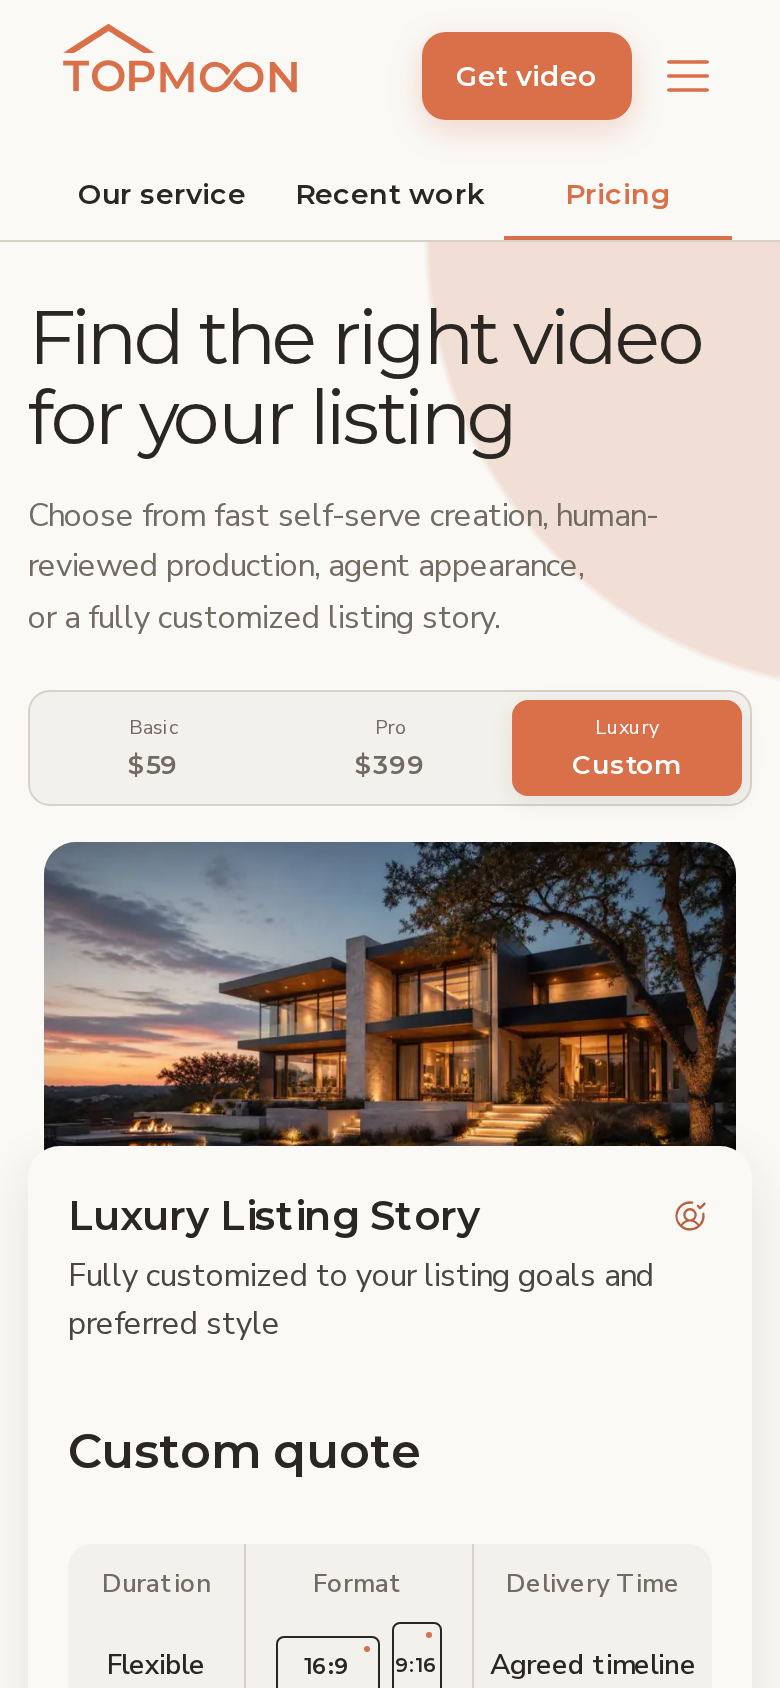 TOPMOON
Get video
Our service
Recent work
Pricing
Find the right video
for your listing
Choose from fast self-serve creation, human-
reviewed production, agent appearance,
or a fully customized listing story.
Basic
$59
Pro
$399
Luxury
Custom
Luxury Listing Story
Fully customized to your listing goals and
preferred style
Custom quote
Duration
Format
Delivery Time
Flexible
16:9
9:16
Agreed timeline